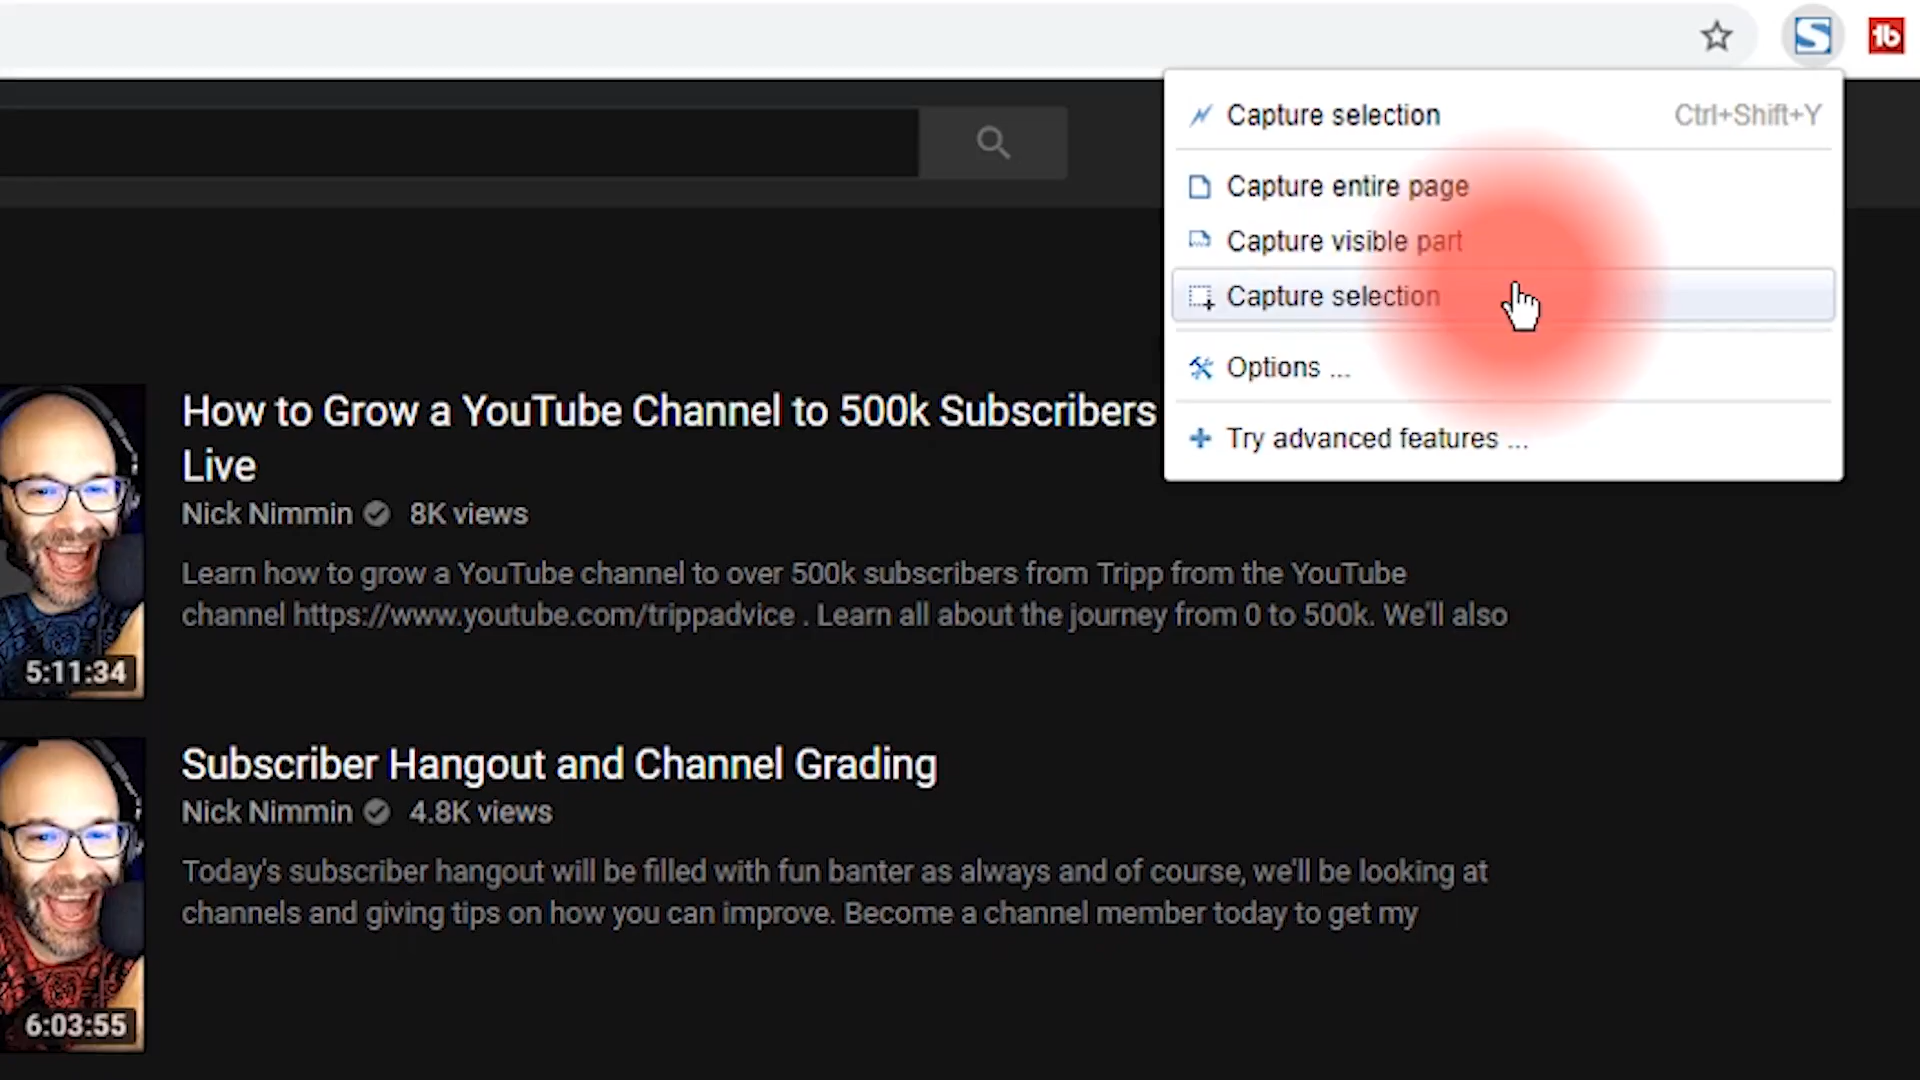 S
tb
Capture selection Ctrl+Shift+Y
Capture entire page
Capture visible part
Capture selection
Options ...
Try advanced features ...
How to Grow a YouTube Channel to 500k Subscribers
Live
Nick Nimmin 8K views
Learn how to grow a YouTube channel to over 500k subscribers from Tripp from the YouTube
channel https://www.youtube.com/trippadvice . Learn all about the journey from 0 to 500k. We'll also
5:11:34
Subscriber Hangout and Channel Grading
Nick Nimmin 4.8K views
Today's subscriber hangout will be filled with fun banter as always and of course, we'll be looking at
channels and giving tips on how you can improve. Become a channel member today to get my
6:03:55